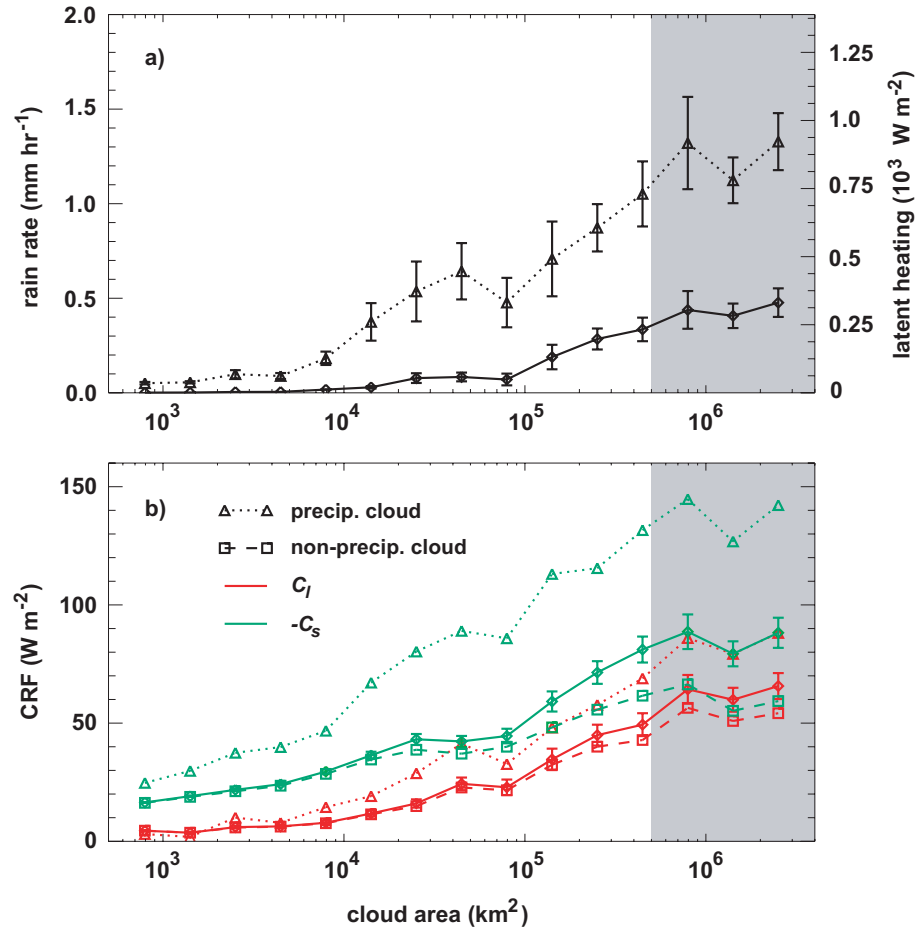 2.0
1.5
1.0
0.5
0.0
rain rate (mm hr⁻¹)
a)
1.25
1.0
0.75
0.5
0.25
0
latent heating (10³ W m⁻²)
10³ 10⁴ 10⁵ 10⁶
150
100
50
0
CRF (W m⁻²)
b)
precip. cloud
non-precip. cloud
C_l
-C_s
10³ 10⁴ 10⁵ 10⁶
cloud area (km²)